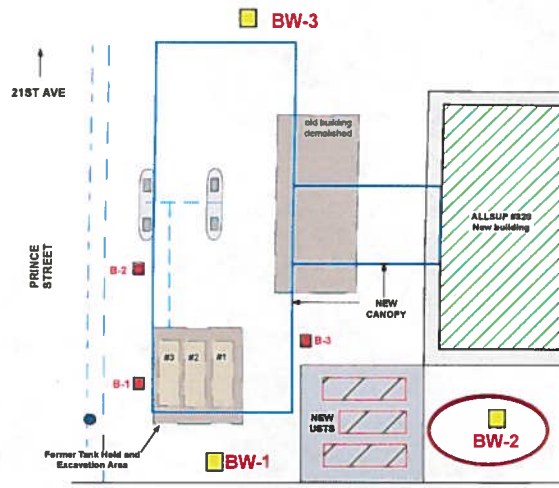 BW-3
21ST AVE
old building
demolished
ALLSUP #320
New building
PRINCE
STREET
B-2
NEW
CANOPY
B-3
#3 #2 #1
B-1
NEW
USTS
BW-2
Former Tank Hold and
Excavation Area
BW-1